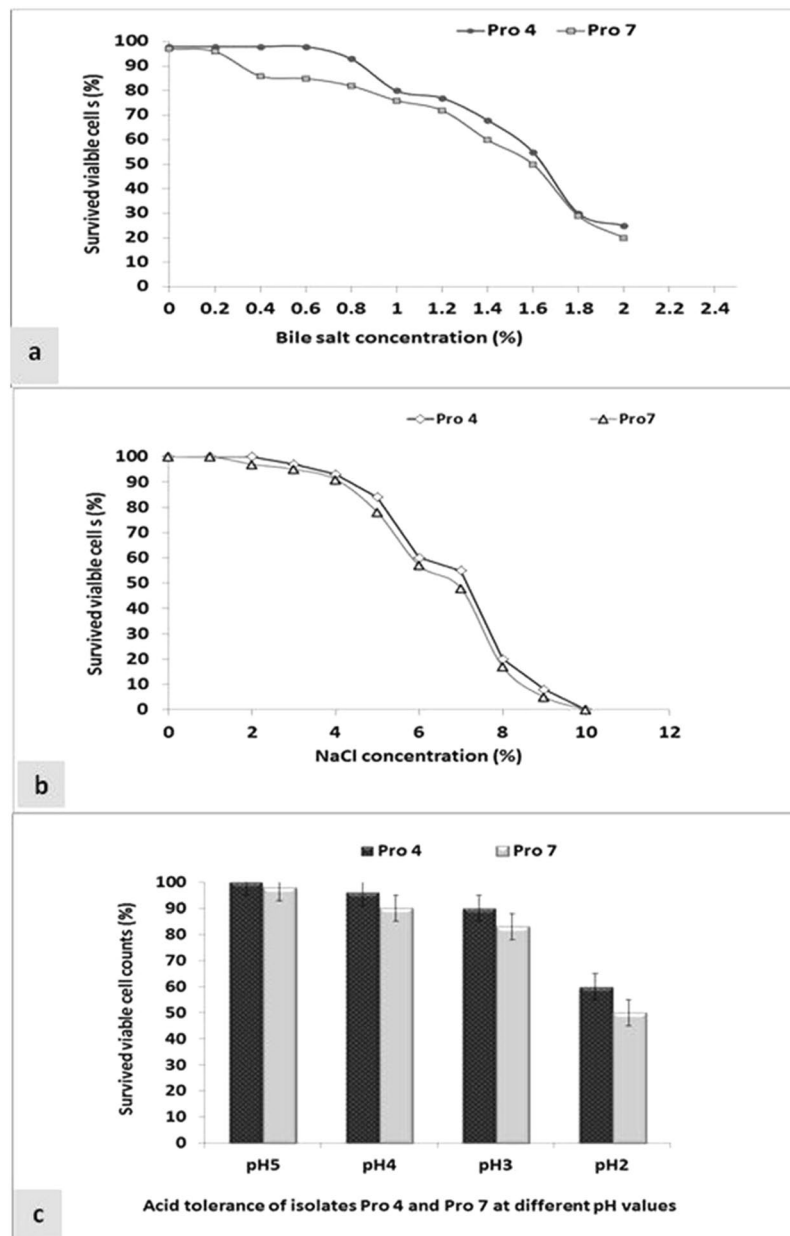 Pro 4 Pro 7
Survived vialble cell s (%)
100
90
80
70
60
50
40
30
20
10
0
0 0.2 0.4 0.6 0.8 1 1.2 1.4 1.6 1.8 2 2.2 2.4
Bile salt concentration (%)
a
Pro 4 Pro7
Survived vialble cell s (%)
100
90
80
70
60
50
40
30
20
10
0
0 2 4 6 8 10 12
NaCl concentration (%)
b
Pro 4 Pro 7
Survived viable cell counts (%)
100
90
80
70
60
50
40
30
20
10
0
pH5 pH4 pH3 pH2
Acid tolerance of isolates Pro 4 and Pro 7 at different pH values
c